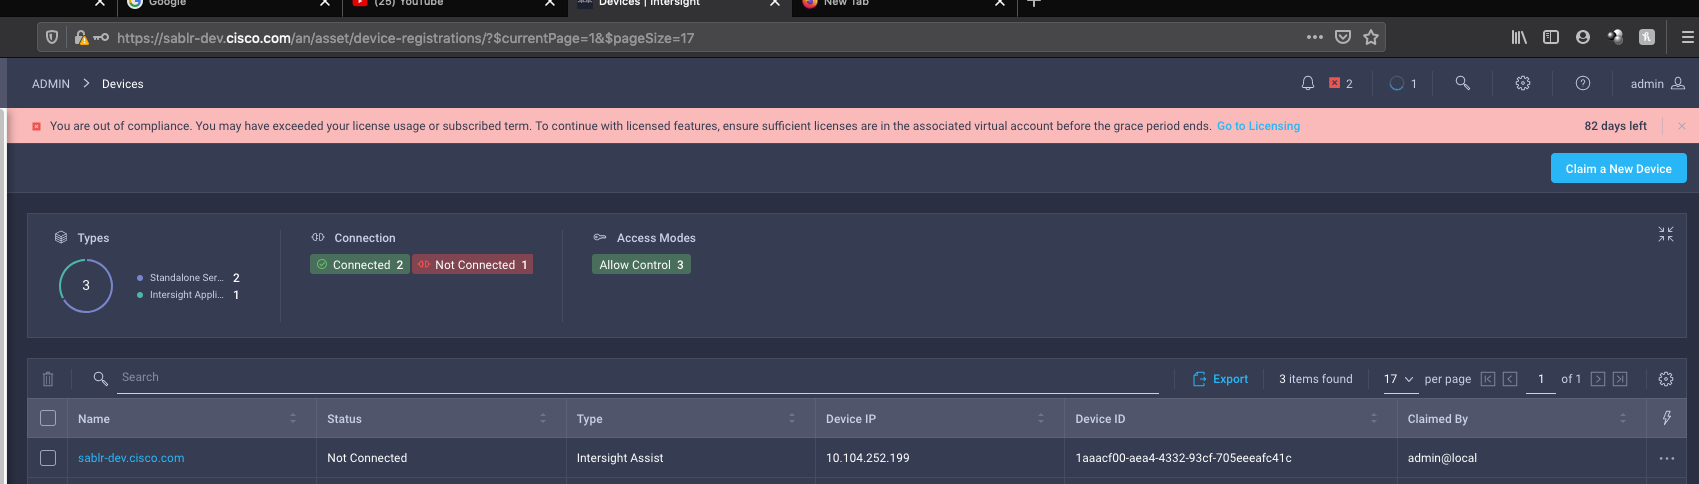 Google
(25) YouTube
Devices | Intersight
New Tab
https://sablr-dev.cisco.com/an/asset/device-registrations/?$currentPage=1&$pageSize=17
ADMIN > Devices
2
1
admin
You are out of compliance. You may have exceeded your license usage or subscribed term. To continue with licensed features, ensure sufficient licenses are in the associated virtual account before the grace period ends. Go to Licensing 82 days left
Claim a New Device
Types
3
Standalone Ser... 2
Intersight Appli... 1
Connection
Connected 2 Not Connected 1
Access Modes
Allow Control 3
Search Export 3 items found 17 per page 1 of 1
Name Status Type Device IP Device ID Claimed By
sablr-dev.cisco.com Not Connected Intersight Assist 10.104.252.199 1aaacf00-aea4-4332-93cf-705eeeafc41c admin@local